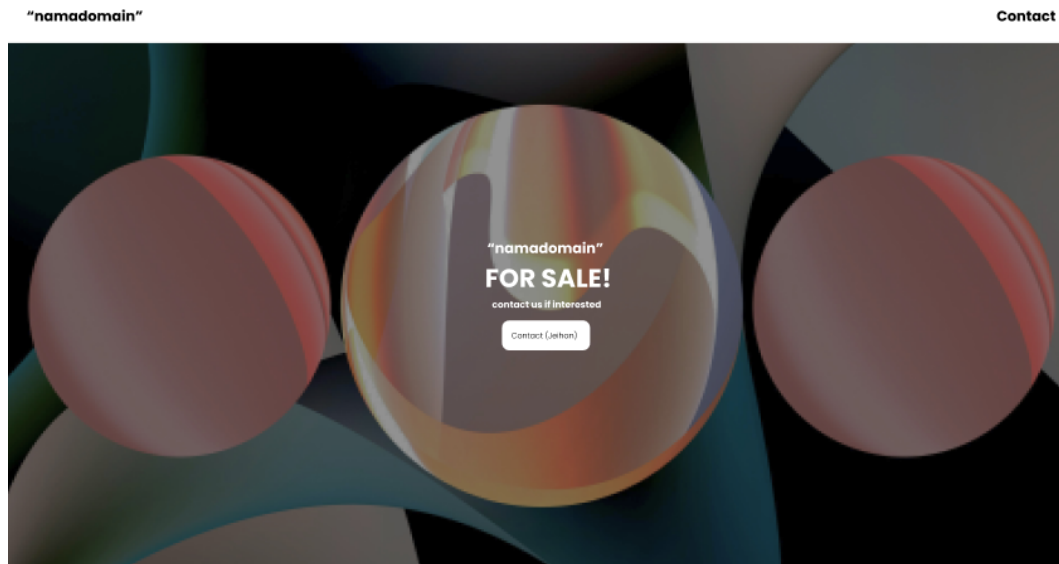 “namadomain”
Contact
“namadomain”
FOR SALE!
contact us if interested
Contact (Jeihan)